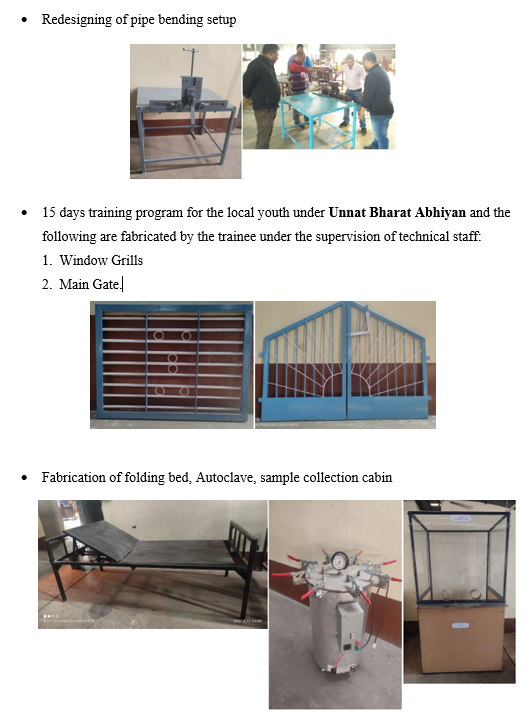 • Redesigning of pipe bending setup
• 15 days training program for the local youth under Unnat Bharat Abhiyan and the
following are fabricated by the trainee under the supervision of technical staff:
1. Window Grills
2. Main Gate.
• Fabrication of folding bed, Autoclave, sample collection cabin